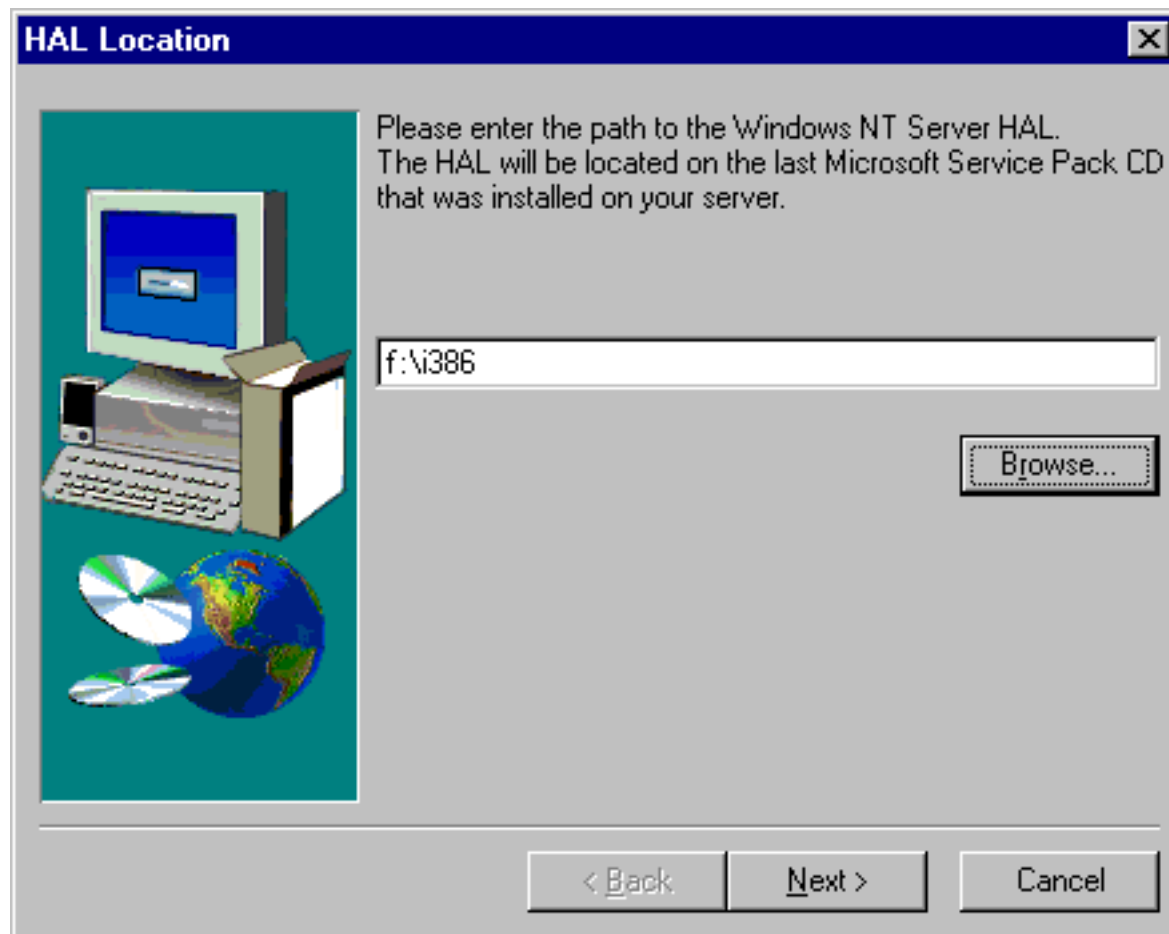 HAL Location
Please enter the path to the Windows NT Server HAL.
The HAL will be located on the last Microsoft Service Pack CD
that was installed on your server.
f:\i386
Browse...
< Back
Next >
Cancel